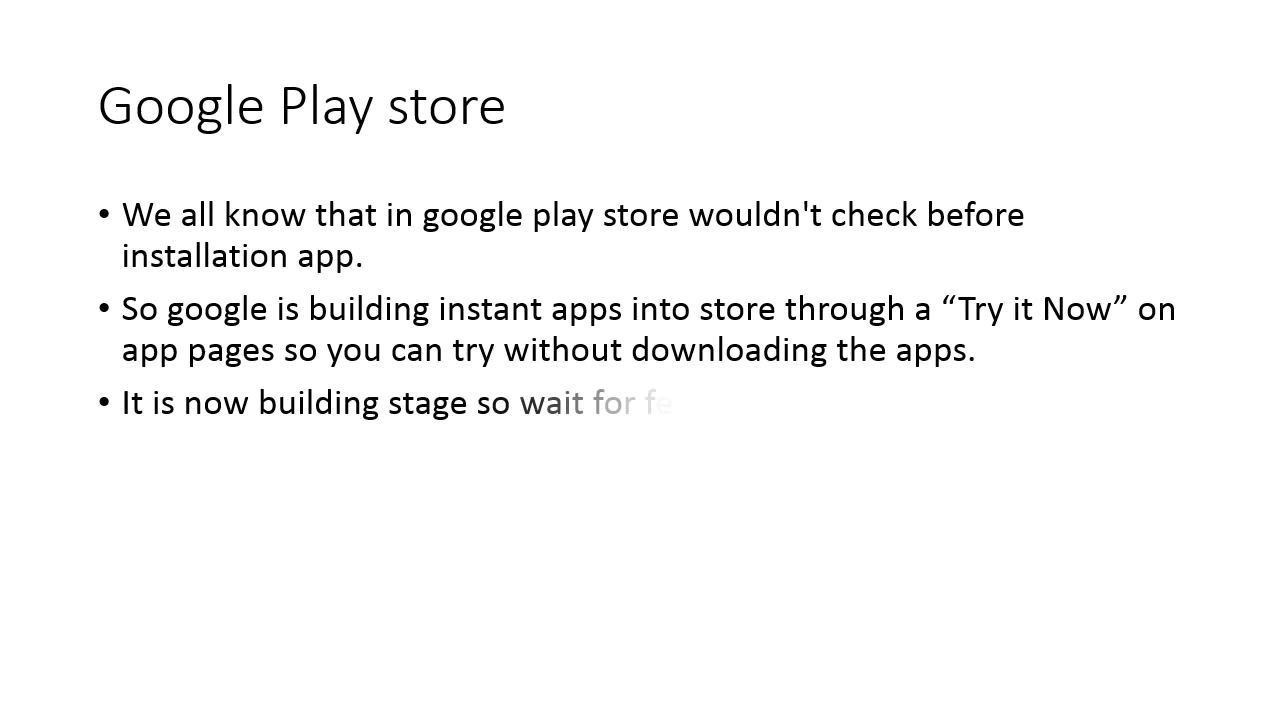 Google Play store
• We all know that in google play store wouldn't check before
installation app.
• So google is building instant apps into store through a “Try it Now” on
app pages so you can try without downloading the apps.
• It is now building stage so wait for